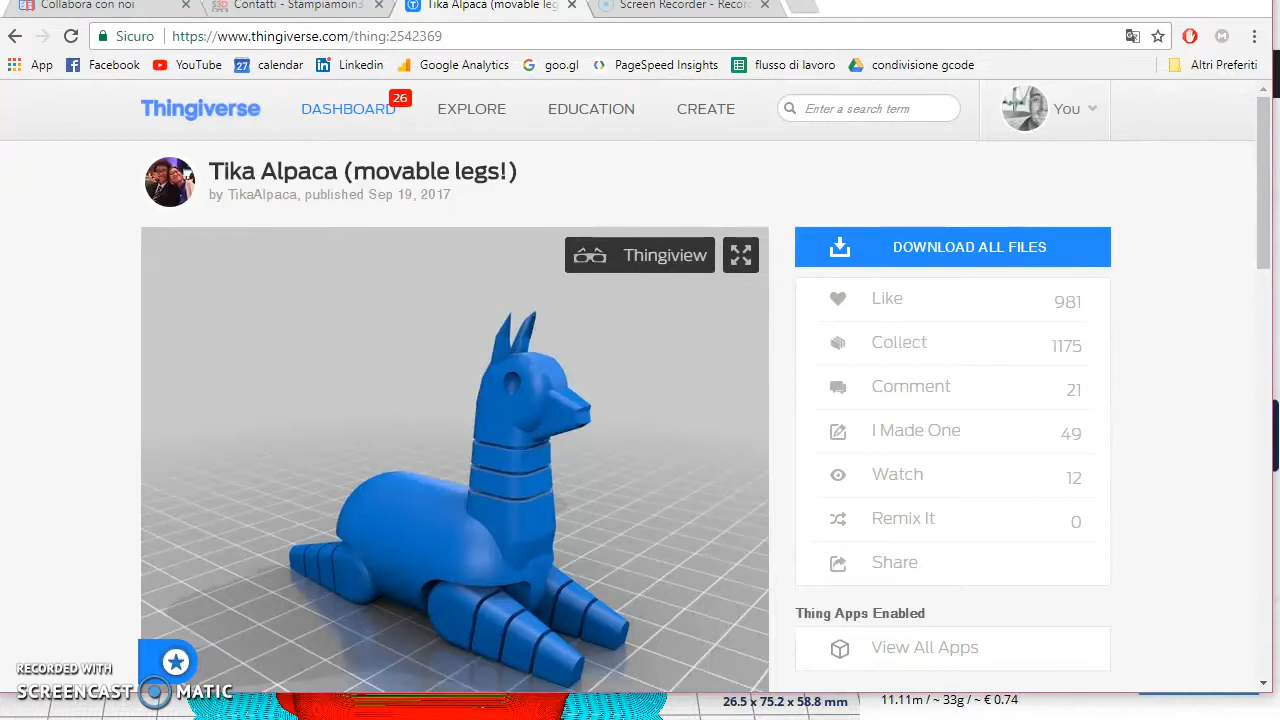 Collabora con noi
Contatti - Stampiamoin3
Tika Alpaca (movable leg
Screen Recorder - Recor
Sicuro
https://www.thingiverse.com/thing:2542369
App
Facebook
YouTube
27
calendar
Linkedin
Google Analytics
goo.gl
PageSpeed Insights
flusso di lavoro
condivisione gcode
Altri Preferiti
Thingiverse
DASHBOARD
26
EXPLORE
EDUCATION
CREATE
Enter a search term
You
Tika Alpaca (movable legs!)
by TikaAlpaca, published Sep 19, 2017
Thingiview
DOWNLOAD ALL FILES
Like 981
Collect 1175
Comment 21
I Made One 49
Watch 12
Remix It 0
Share
Thing Apps Enabled
View All Apps
RECORDED WITH
SCREENCAST MATIC
26.5 x 75.2 x 58.8 mm
11.11m / ~ 33g / ~ € 0.74